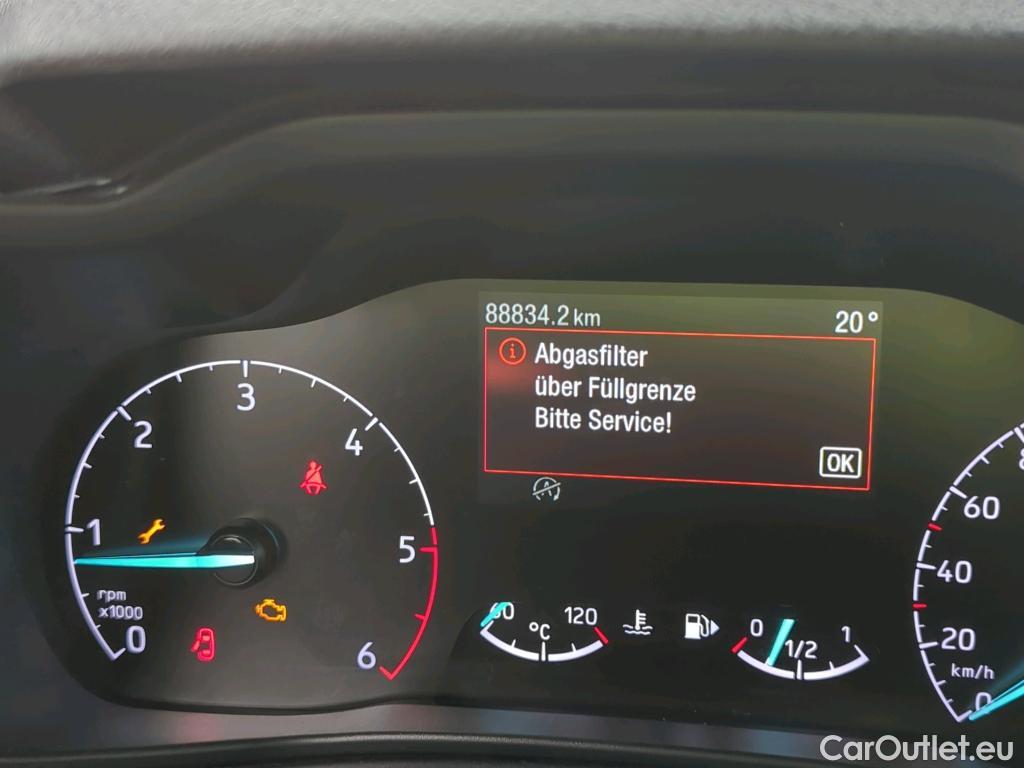 88834.2 km
20°
Abgasfilter
über Füllgrenze
Bitte Service!
OK
0
1
2
3
4
5
6
rpm
x1000
60
120
°C
0
1/2
1
0
20
40
60
km/h
CarOutlet.eu